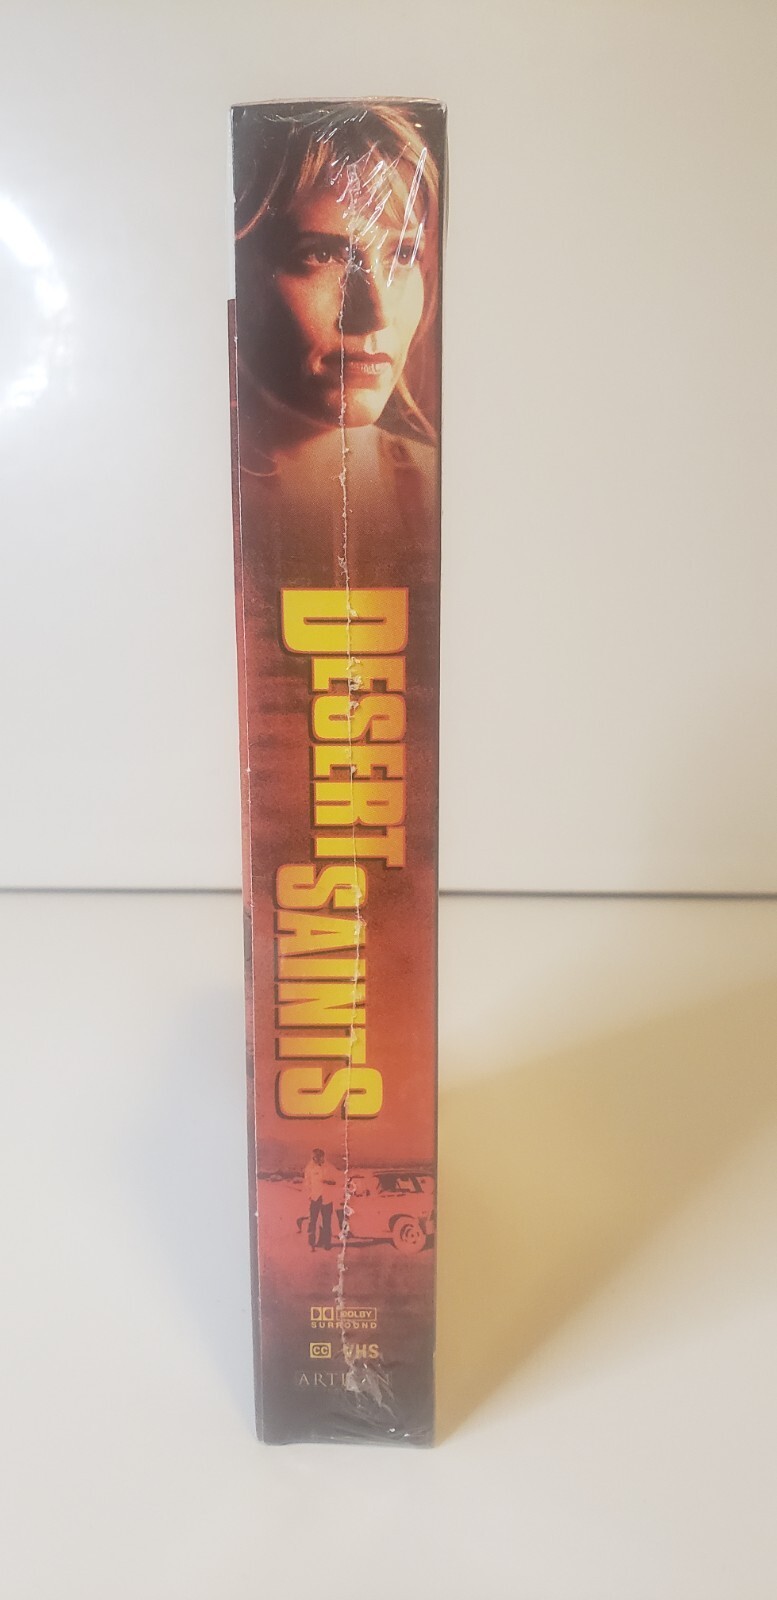 DESERT
SAINTS
DOLBY
SURROUND
CC VHS
ARTISAN